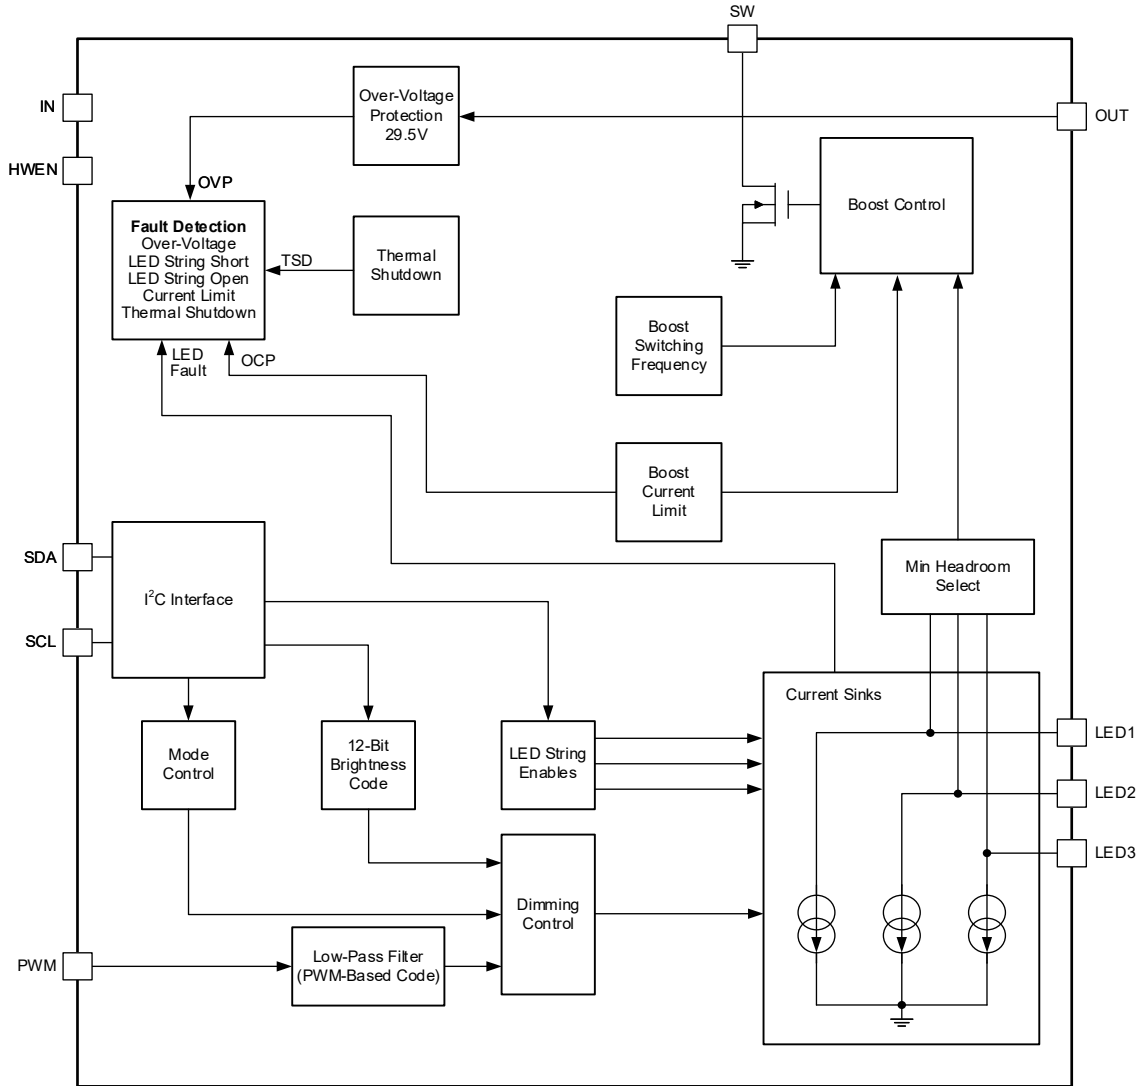 SW
IN
Over-Voltage
Protection
29.5V
OUT
HWEN
OVP
Fault Detection
Over-Voltage
LED String Short
LED String Open
Current Limit
Thermal Shutdown
TSD
Thermal
Shutdown
Boost Control
LED
Fault
OCP
Boost
Switching
Frequency
Boost
Current
Limit
SDA
I²C Interface
SCL
Min Headroom
Select
Mode
Control
12-Bit
Brightness
Code
LED String
Enables
Current Sinks
LED1
LED2
LED3
Dimming
Control
PWM
Low-Pass Filter
(PWM-Based Code)